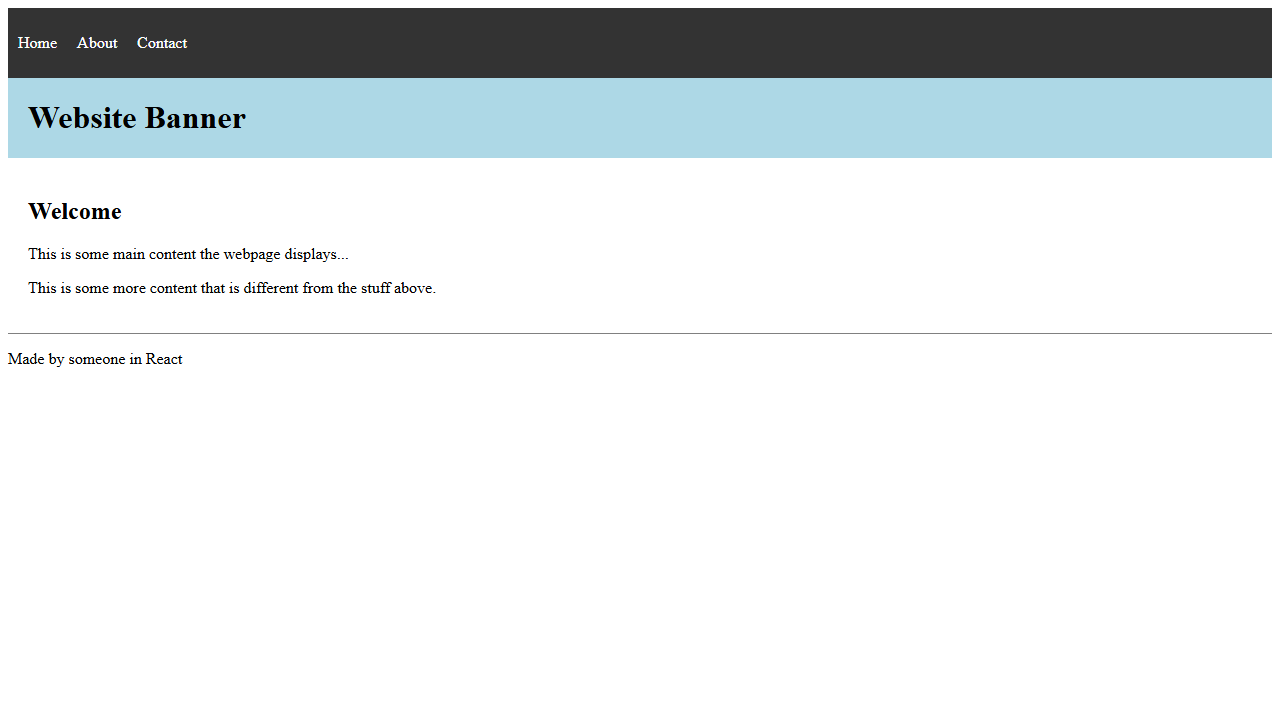 Home About Contact
Website Banner
Welcome
This is some main content the webpage displays...
This is some more content that is different from the stuff above.
Made by someone in React